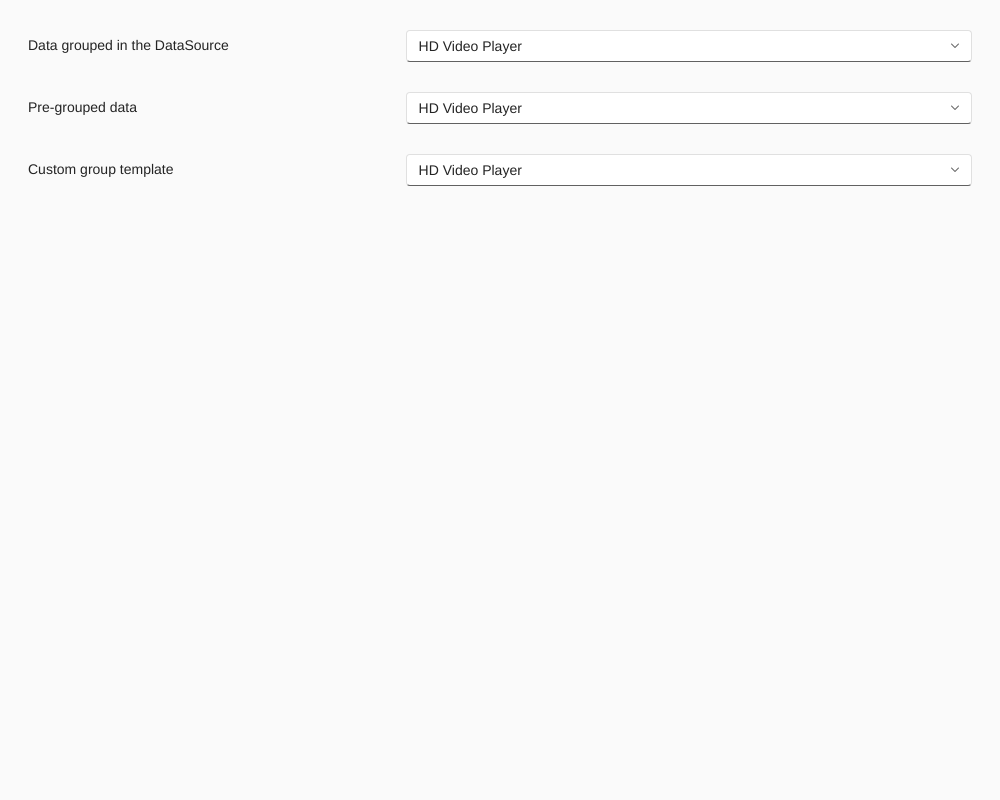 Data grouped in the DataSource
HD Video Player
Pre-grouped data
HD Video Player
Custom group template
HD Video Player